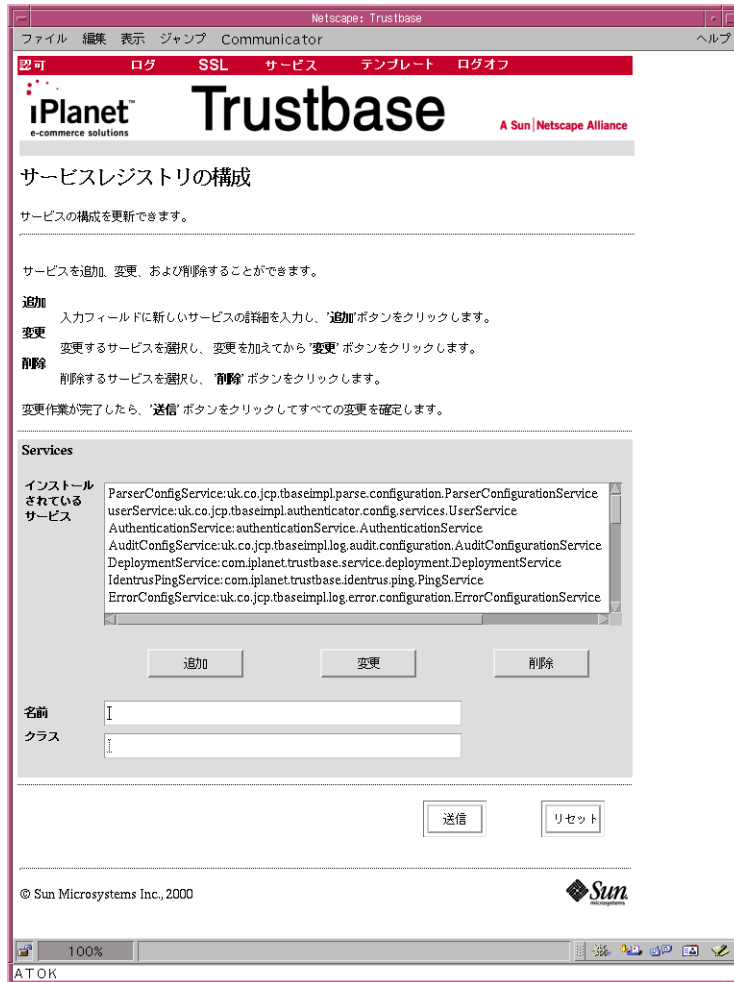 Netscape: Trustbase
ファイル 編集 表示 ジャンプ Communicator ヘルプ
認可 ログ SSL サービス テンプレート ログオフ
iPlanet™
e-commerce solutions
Trustbase
A Sun | Netscape Alliance
サービスレジストリの構成
サービスの構成を更新できます。
サービスを追加、変更、および削除することができます。
追加
入力フィールドに新しいサービスの詳細を入力し、'追加'ボタンをクリックします。
変更
変更するサービスを選択し、変更を加えてから'変更' ボタンをクリックします。
削除
削除するサービスを選択し、'削除' ボタンをクリックします。
変更作業が完了したら、'送信' ボタンをクリックしてすべての変更を確定します。
Services
インストール
されている
サービス
ParserConfigService:uk.co.jcp.tbaseimpl.parse.configuration.ParserConfigurationService
userService:uk.co.jcp.tbaseimpl.authenticator.config.services.UserService
AuthenticationService:authenticationService.AuthenticationService
AuditConfigService:uk.co.jcp.tbaseimpl.log.audit.configuration.AuditConfigurationService
DeploymentService:com.iplanet.trustbase.service.deployment.DeploymentService
IdentrusPingService:com.iplanet.trustbase.identrus.ping.PingService
ErrorConfigService:uk.co.jcp.tbaseimpl.log.error.configuration.ErrorConfigurationService
追加 変更 削除
名前
クラス
送信 リセット
© Sun Microsystems Inc., 2000
Sun
microsystems
100%
ATOK